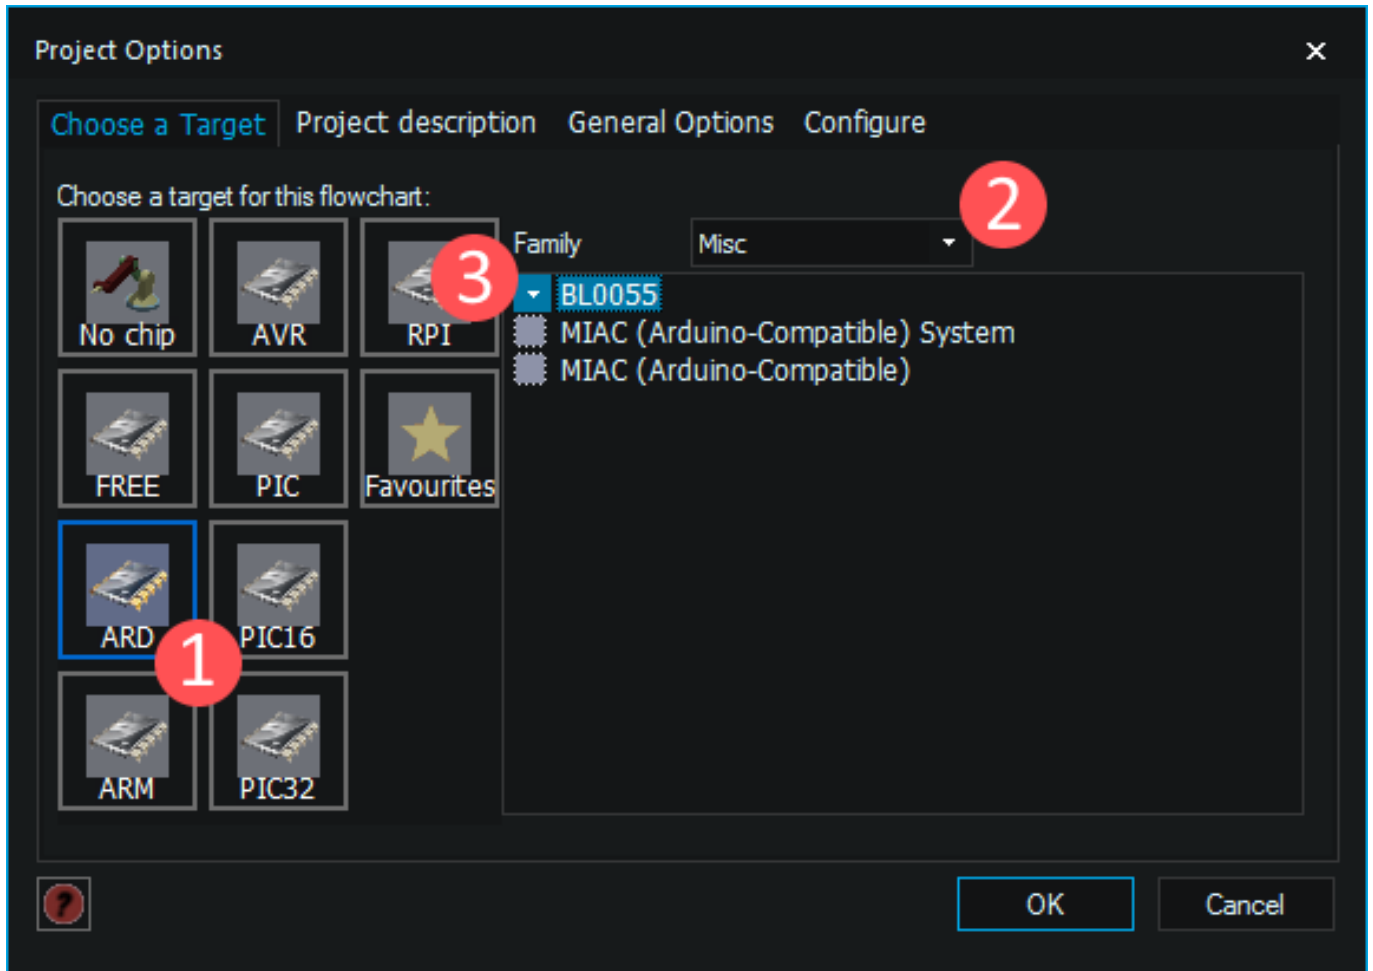 Project Options
Choose a Target Project description General Options Configure
Choose a target for this flowchart:
2
Family Misc
3
BL0055
No chip AVR RPI
MIAC (Arduino-Compatible) System
MIAC (Arduino-Compatible)
FREE PIC Favourites
ARD PIC16
1
ARM PIC32
?
OK Cancel